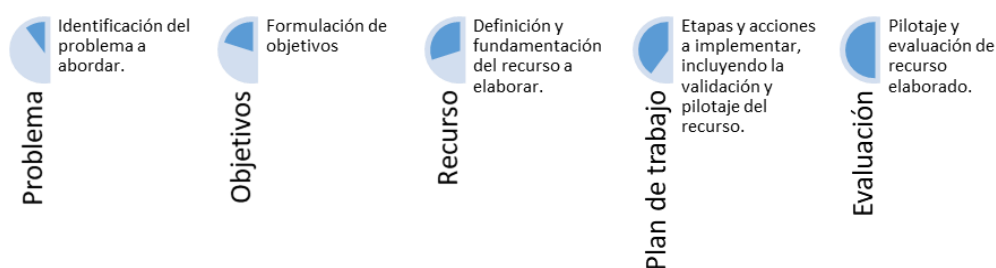 Problema
Identificación del
problema a
abordar.
Objetivos
Formulación de
objetivos
Recurso
Definición y
fundamentación
del recurso a
elaborar.
Plan de trabajo
Etapas y acciones
a implementar,
incluyendo la
validación y
pilotaje del
recurso.
Evaluación
Pilotaje y
evaluación de
recurso
elaborado.